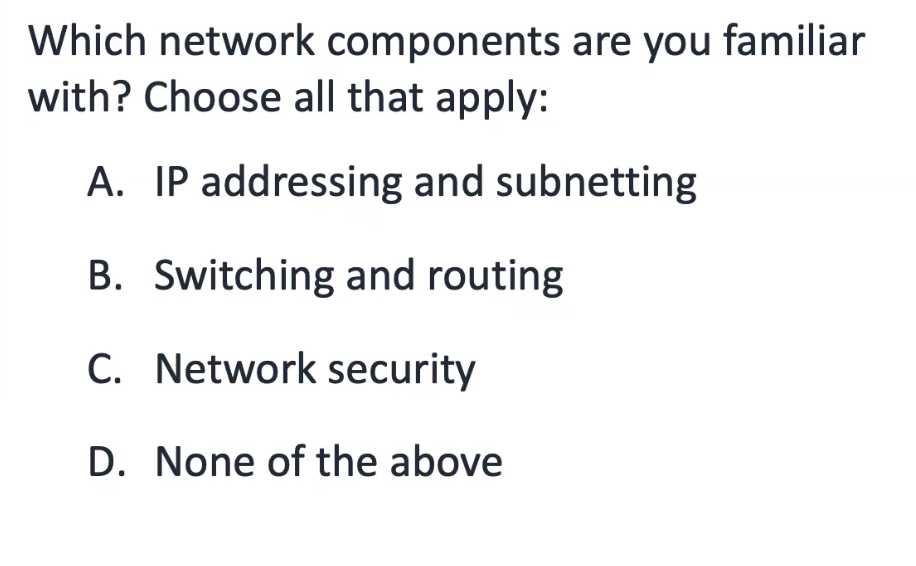 Which network components are you familiar
with? Choose all that apply:
A. IP addressing and subnetting
B. Switching and routing
C. Network security
D. None of the above